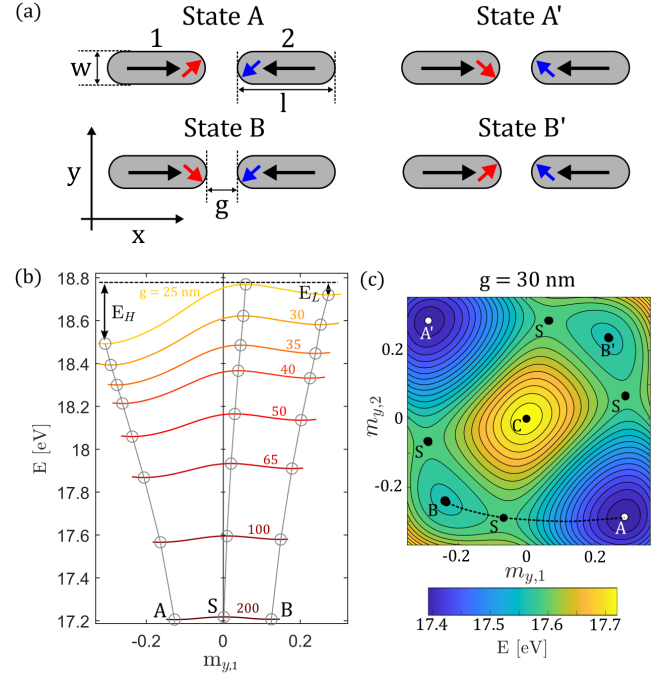 (a)
State A
State A'
1
2
w
l
State B
State B'
y
g
x
(b)
(c)
g = 30 nm
18.8
g = 25 nm
E_L
E_H
18.6
30
35
18.4
40
18.2
50
18
65
17.8
17.6
100
17.4
17.2
A
S
200
B
-0.2
0
0.2
m_{y,1}
E [eV]
A'
S
B'
0.2
S
C
0
m_{y,2}
S
-0.2
B
S
A
-0.2
0
0.2
m_{y,1}
17.4
17.5
17.6
17.7
E [eV]